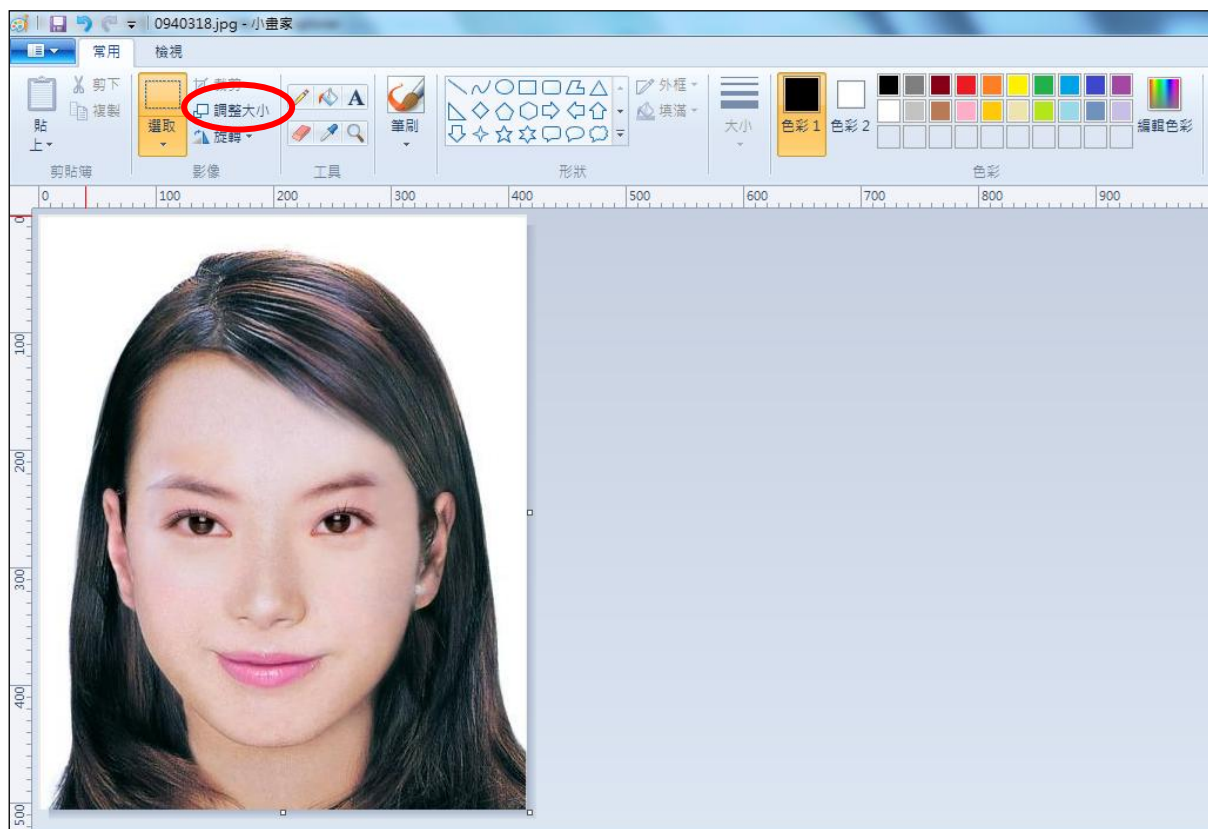 0940318.jpg - 小畫家
常用 檢視
貼上
剪下
複製
剪貼簿
選取
裁剪
調整大小
旋轉
影像
A
工具
筆刷
外框
填滿
形狀
大小
色彩 1
色彩 2
編輯色彩
色彩
0 100 200 300 400 500 600 700 800 900
0
100
200
300
400
500